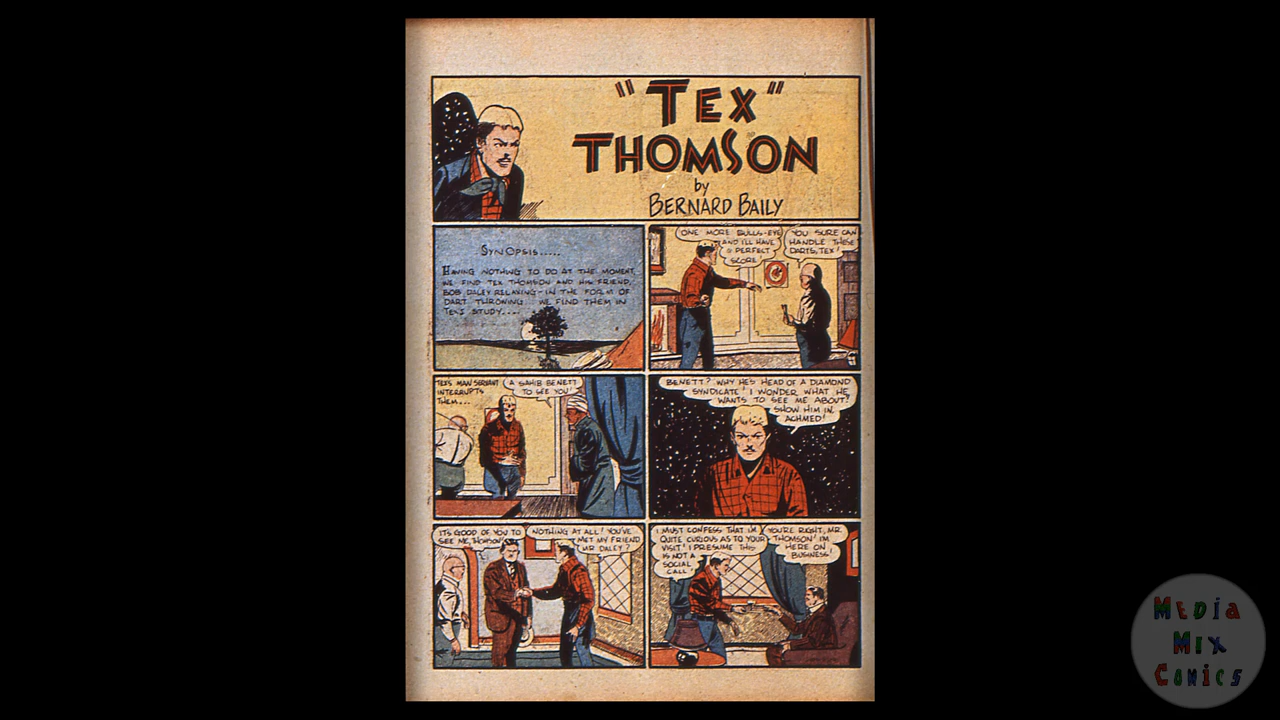 "TEX"
THOMSON
by
BERNARD BAILY
SYNOPSIS.....
HAVING NOTHING TO DO AT THE MOMENT,
WE FIND TEX THOMSON AND HIS FRIEND,
BOB DALEY RELAXING - IN THE FORM OF
DART THROWING. WE FIND THEM IN
TEX'S STUDY....
ONE MORE BULLS-EYE
AND I'LL HAVE
A PERFECT
SCORE
YOU SURE CAN
HANDLE THESE
DARTS, TEX!
TEX'S MAN SERVANT
INTERRUPTS
THEM...
A SAHIB BENETT
TO SEE YOU!
BENETT? WHY HE'S HEAD OF A DIAMOND
SYNDICATE! I WONDER WHAT HE
WANTS TO SEE ME ABOUT!
SHOW HIM IN,
ACHMED!
IT'S GOOD OF YOU TO
SEE ME, THOMSON!
NOTHING AT ALL! YOU'VE
MET MY FRIEND
MR DALEY?
I MUST CONFESS THAT I'M
QUITE CURIOUS AS TO YOUR
VISIT! I PRESUME THIS
IS NOT A
SOCIAL
CALL!
YOU'RE RIGHT, MR.
THOMSON! I'M
HERE ON
BUSINESS
MEDIA
MIX
COMICS